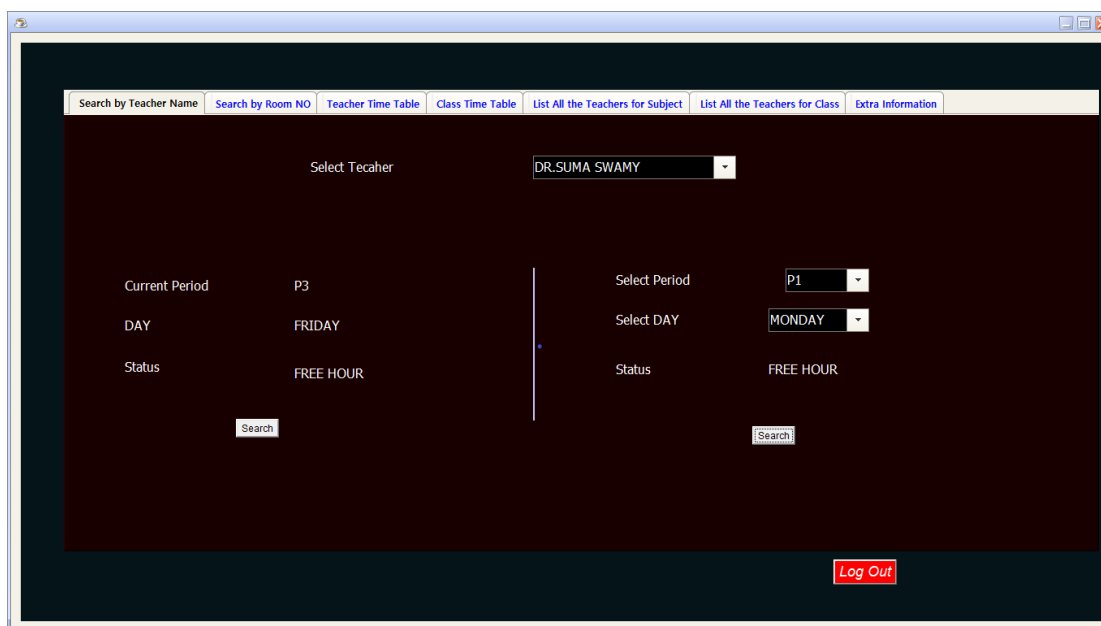 Search by Teacher Name Search by Room NO Teacher Time Table Class Time Table List All the Teachers for Subject List All the Teachers for Class Extra Information
Select Tecaher DR.SUMA SWAMY
Current Period P3
DAY FRIDAY
Status FREE HOUR
Search
Select Period P1
Select DAY MONDAY
Status FREE HOUR
Search
Log Out